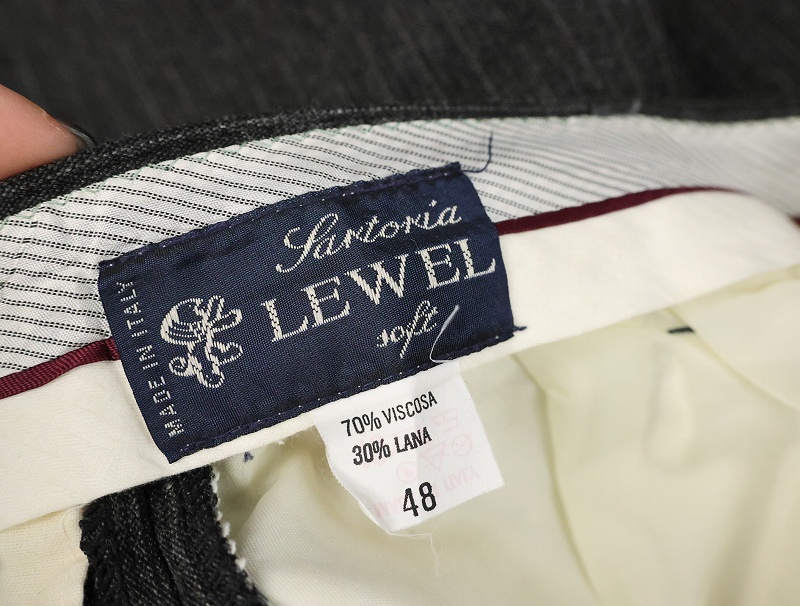 MADE IN ITALY
Sartoria
LEWEL
soft
70% VISCOSA
30% LANA
48